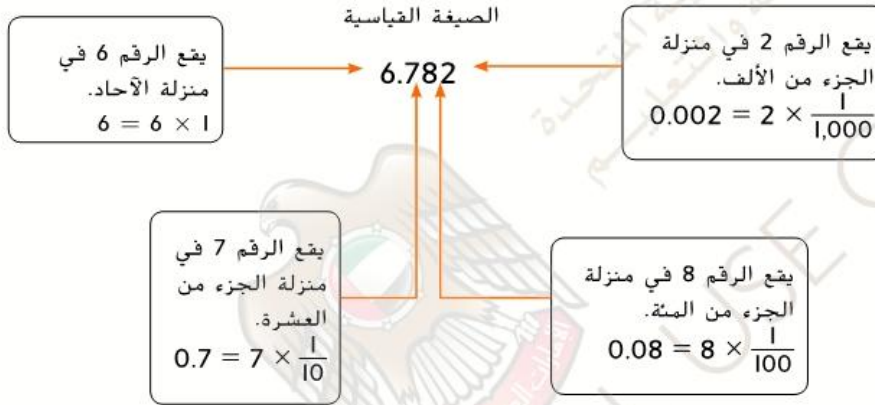 الصيغة القياسية
6.782
يقع الرقم 6 في
منزلة الآحاد.
6 = 6 × 1
يقع الرقم 2 في منزلة
الجزء من الألف.
0.002 = 2 × 1/1,000
يقع الرقم 7 في
منزلة الجزء من
العشرة.
0.7 = 7 × 1/10
يقع الرقم 8 في منزلة
الجزء من المئة.
0.08 = 8 × 1/100
USE